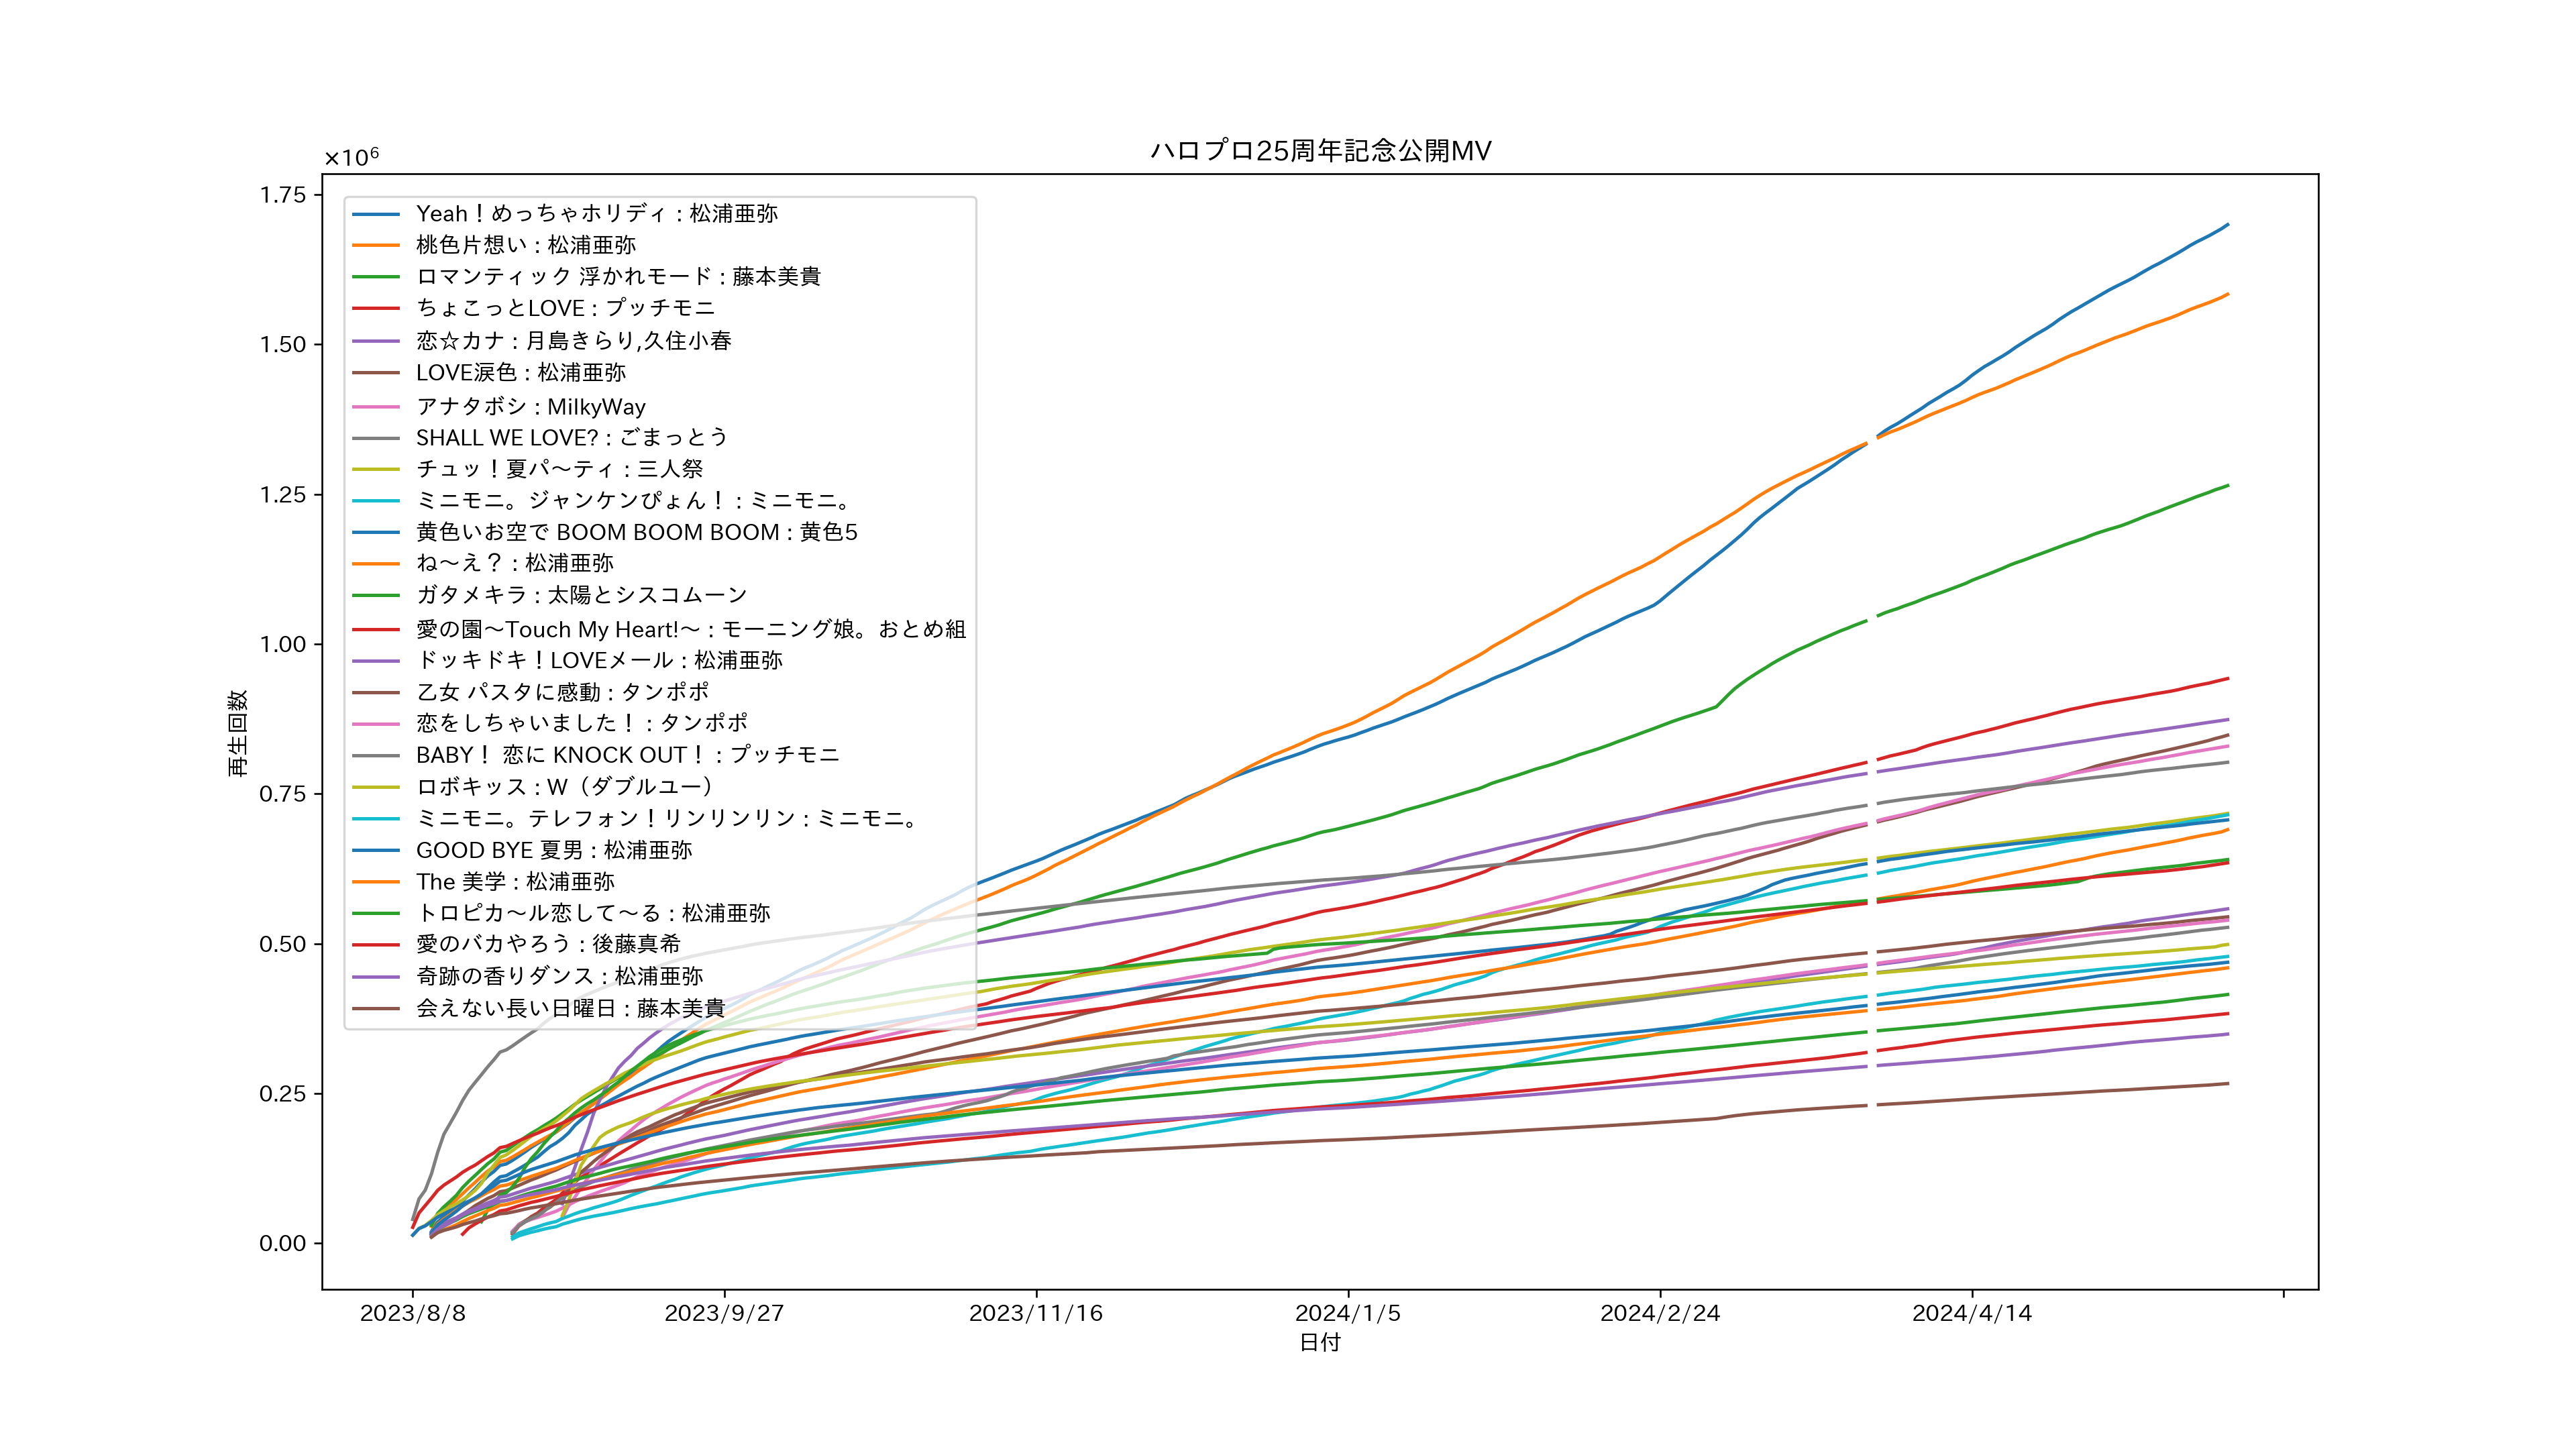 ハロプロ25周年記念公開MV
×10⁶
1.75
1.50
1.25
1.00
0.75
0.50
0.25
0.00
再生回数
Yeah！めっちゃホリディ : 松浦亜弥
桃色片想い : 松浦亜弥
ロマンティック 浮かれモード : 藤本美貴
ちょこっとLOVE : プッチモニ
恋☆カナ : 月島きらり,久住小春
LOVE涙色 : 松浦亜弥
アナタボシ : MilkyWay
SHALL WE LOVE? : ごまっとう
チュッ！夏パ〜ティ : 三人祭
ミニモニ。ジャンケンぴょん！ : ミニモニ。
黄色いお空で BOOM BOOM BOOM : 黄色5
ね〜え？ : 松浦亜弥
ガタメキラ : 太陽とシスコムーン
愛の園〜Touch My Heart!〜 : モーニング娘。おとめ組
ドッキドキ！LOVEメール : 松浦亜弥
乙女 パスタに感動 : タンポポ
恋をしちゃいました！ : タンポポ
BABY！ 恋に KNOCK OUT！ : プッチモニ
ロボキッス : W（ダブルユー）
ミニモニ。テレフォン！リンリンリン : ミニモニ。
GOOD BYE 夏男 : 松浦亜弥
The 美学 : 松浦亜弥
トロピカ〜ル恋して〜る : 松浦亜弥
愛のバカやろう : 後藤真希
奇跡の香りダンス : 松浦亜弥
会えない長い日曜日 : 藤本美貴
2023/8/8
2023/9/27
2023/11/16
2024/1/5
2024/2/24
2024/4/14
日付